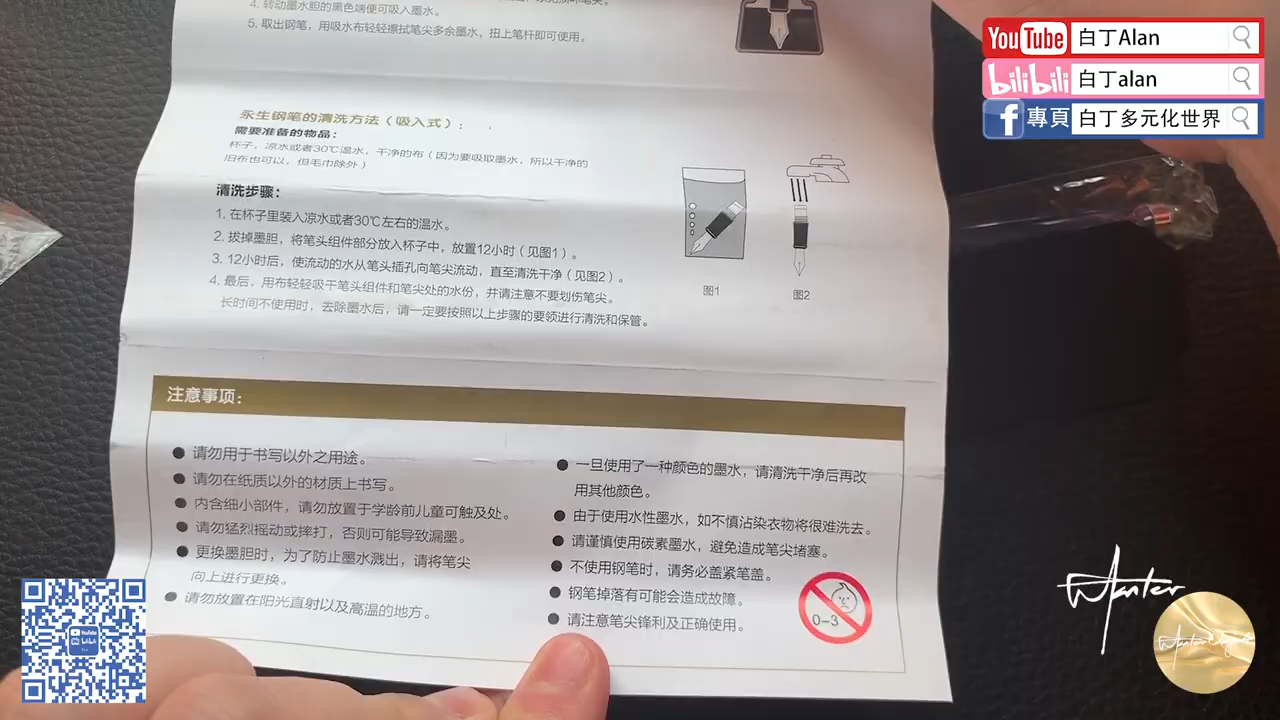 4. 转动墨水胆的黑色端便可吸入墨水。
5. 取出钢笔，用吸水布轻轻擦拭笔尖多余墨水，扭上笔杆即可使用。
永生钢笔的清洗方法（吸入式）：
需要准备的物品：
杯子，凉水或者30℃温水，干净的布（因为要吸取墨水，所以干净的
旧布也可以，但毛巾除外）
清洗步骤：
1. 在杯子里装入凉水或者30℃左右的温水。
2. 拔掉墨胆，将笔头组件部分放入杯子中，放置12小时（见图1）。
3. 12小时后，使流动的水从笔头插孔向笔尖流动，直至清洗干净（见图2）。
4. 最后，用布轻轻吸干笔头组件和笔尖处的水份，并请注意不要划伤笔尖。
长时间不使用时，去除墨水后，请一定要按照以上步骤的要领进行清洗和保管。
图1
图2
注意事项：
● 请勿用于书写以外之用途。
● 请勿在纸质以外的材质上书写。
● 内含细小部件，请勿放置于学龄前儿童可触及处。
● 请勿猛烈摇动或摔打，否则可能导致漏墨。
● 更换墨胆时，为了防止墨水溅出，请将笔尖
向上进行更换。
● 请勿放置在阳光直射以及高温的地方。
● 一旦使用了一种颜色的墨水，请清洗干净后再改
用其他颜色。
● 由于使用水性墨水，如不慎沾染衣物将很难洗去。
● 请谨慎使用碳素墨水，避免造成笔尖堵塞。
● 不使用钢笔时，请务必盖紧笔盖。
● 钢笔掉落有可能会造成故障。
● 请注意笔尖锋利及正确使用。
0-3
YouTube 白丁Alan
bilibili 白丁alan
f 專頁 白丁多元化世界